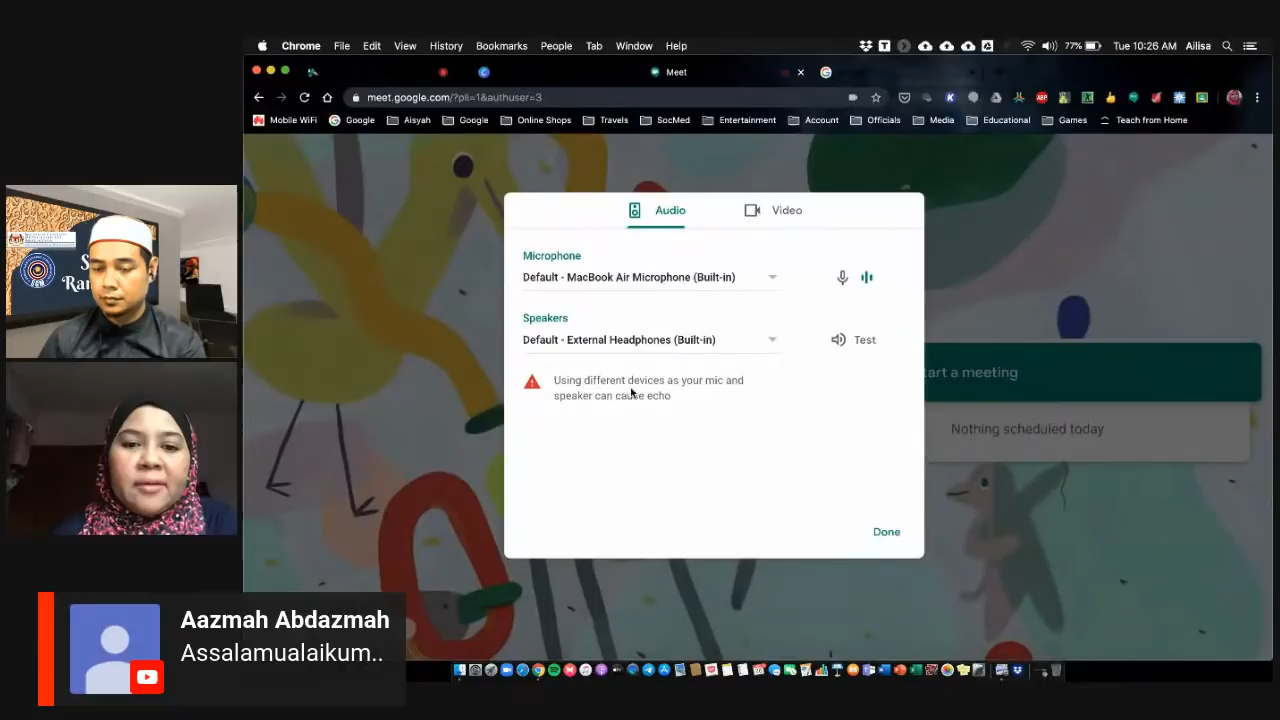 Chrome File Edit View History Bookmarks People Tab Window Help
77% Tue 10:26 AM Ailisa
Meet
meet.google.com/?pli=1&authuser=3
Mobile WiFi Google Aisyah Google Online Shops Travels SocMed Entertainment Account Officials Media Educational Games Teach from Home
Audio Video
Microphone
Default - MacBook Air Microphone (Built-in)
Speakers
Default - External Headphones (Built-in)
Test
Using different devices as your mic and
speaker can cause echo
Done
tart a meeting
Nothing scheduled today
Aazmah Abdazmah
Assalamualaikum..